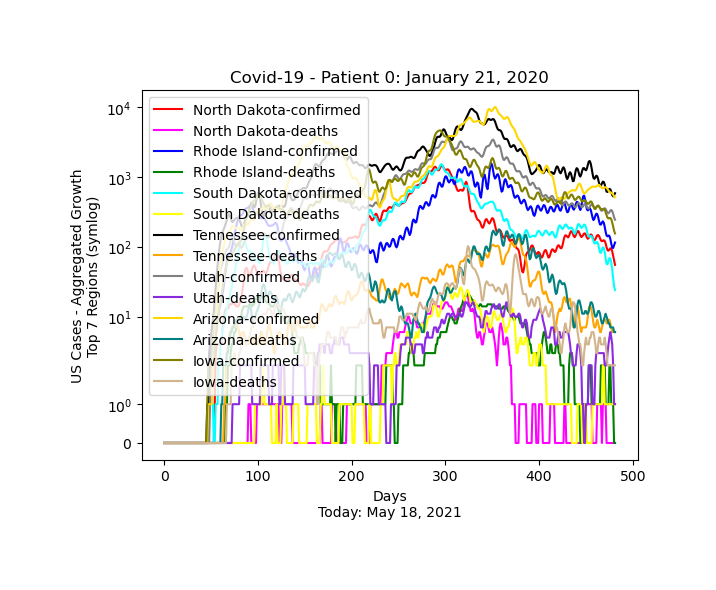 Covid-19 - Patient 0: January 21, 2020
US Cases - Aggregated Growth
Top 7 Regions (symlog)
10^4
10^3
10^2
10^1
10^0
0
North Dakota-confirmed
North Dakota-deaths
Rhode Island-confirmed
Rhode Island-deaths
South Dakota-confirmed
South Dakota-deaths
Tennessee-confirmed
Tennessee-deaths
Utah-confirmed
Utah-deaths
Arizona-confirmed
Arizona-deaths
Iowa-confirmed
Iowa-deaths
0 100 200 300 400 500
Days
Today: May 18, 2021